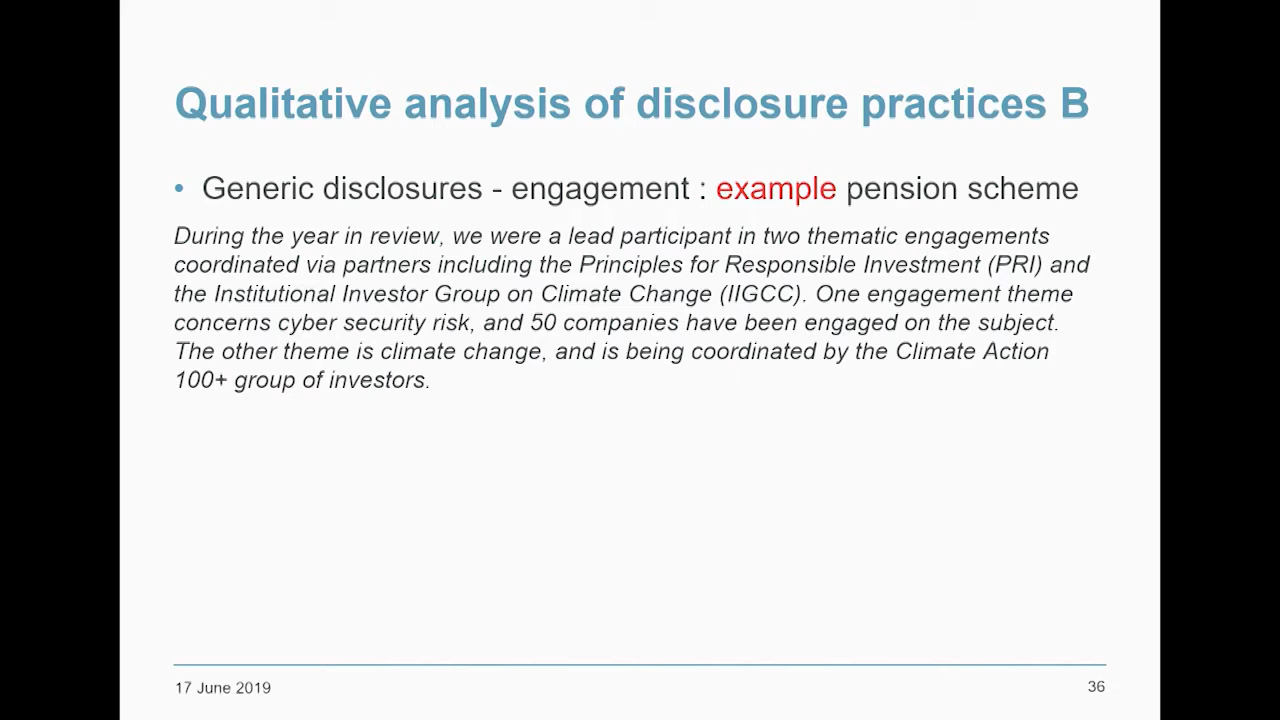 Qualitative analysis of disclosure practices B
• Generic disclosures - engagement : example pension scheme
During the year in review, we were a lead participant in two thematic engagements
coordinated via partners including the Principles for Responsible Investment (PRI) and
the Institutional Investor Group on Climate Change (IIGCC). One engagement theme
concerns cyber security risk, and 50 companies have been engaged on the subject.
The other theme is climate change, and is being coordinated by the Climate Action
100+ group of investors.
17 June 2019
36